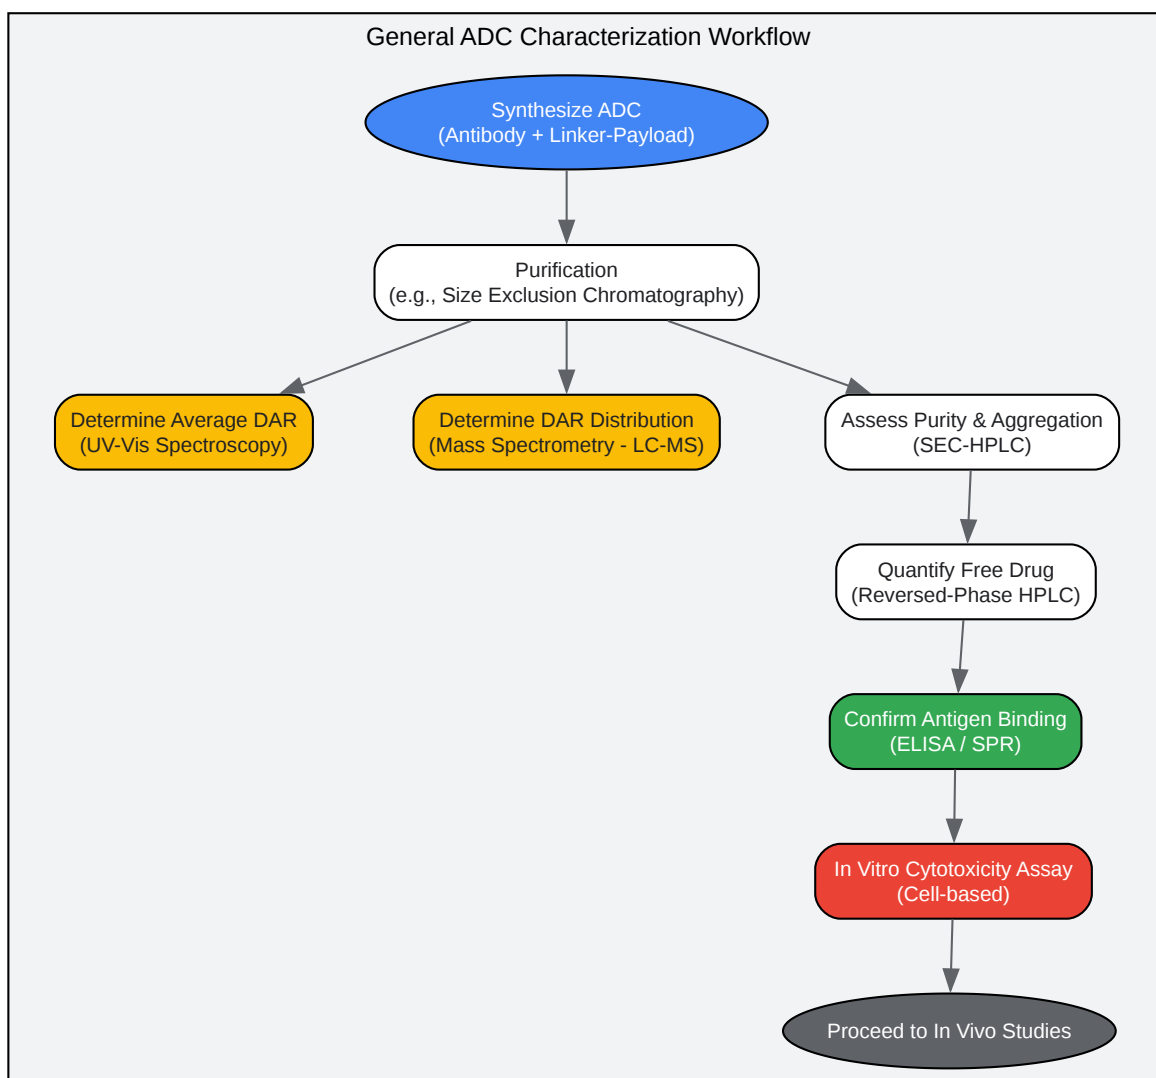 General ADC Characterization Workflow
Synthesize ADC
(Antibody + Linker-Payload)
Purification
(e.g., Size Exclusion Chromatography)
Determine Average DAR
(UV-Vis Spectroscopy)
Determine DAR Distribution
(Mass Spectrometry - LC-MS)
Assess Purity & Aggregation
(SEC-HPLC)
Quantify Free Drug
(Reversed-Phase HPLC)
Confirm Antigen Binding
(ELISA / SPR)
In Vitro Cytotoxicity Assay
(Cell-based)
Proceed to In Vivo Studies